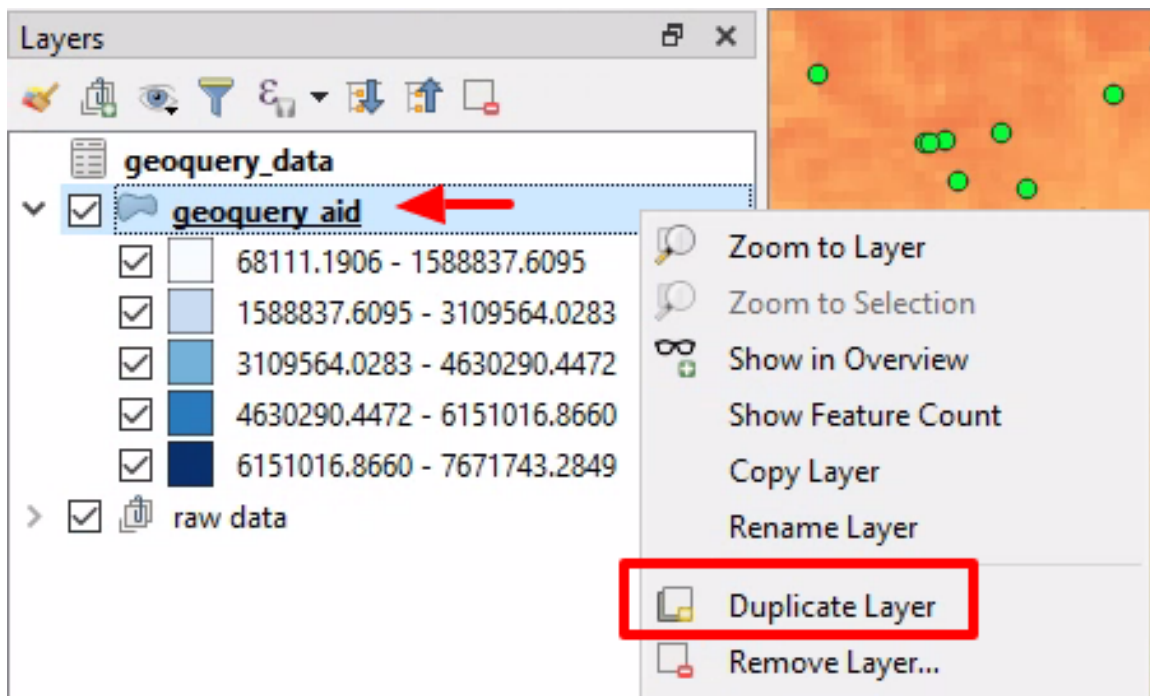 Layers
geoquery_data
geoquery_aid
68111.1906 - 1588837.6095
1588837.6095 - 3109564.0283
3109564.0283 - 4630290.4472
4630290.4472 - 6151016.8660
6151016.8660 - 7671743.2849
raw data
Zoom to Layer
Zoom to Selection
Show in Overview
Show Feature Count
Copy Layer
Rename Layer
Duplicate Layer
Remove Layer...